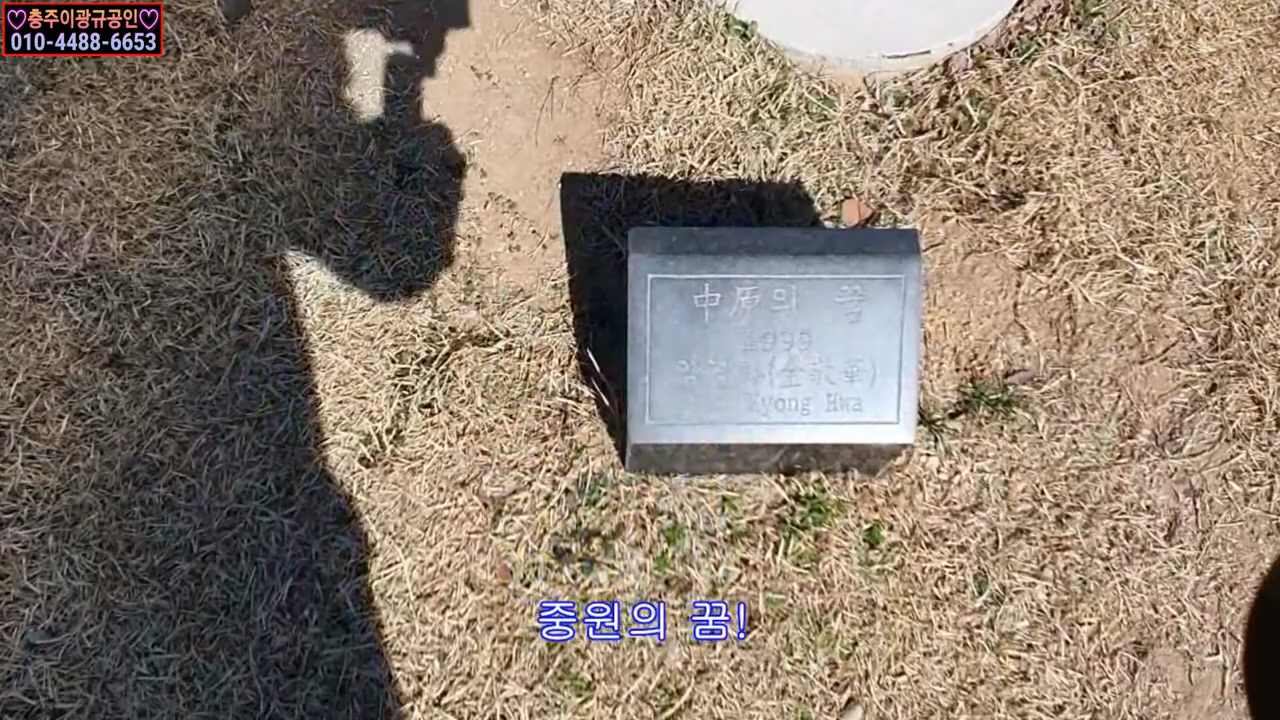 ♡충주이광규공인♡
010-4488-6653
中原의 꿈
1999
(金敬華)
Kyong Hwa
중원의 꿈!